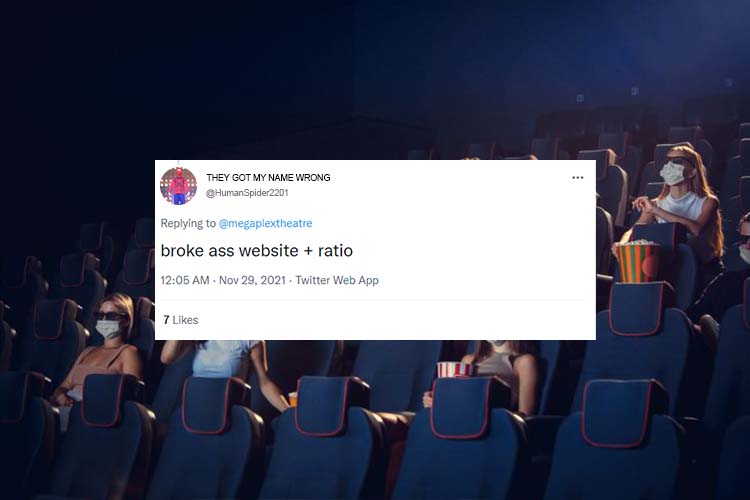 THEY GOT MY NAME WRONG
@HumanSpider2201
Replying to @megaplextheatre
broke ass website + ratio
12:05 AM · Nov 29, 2021 · Twitter Web App
7 Likes